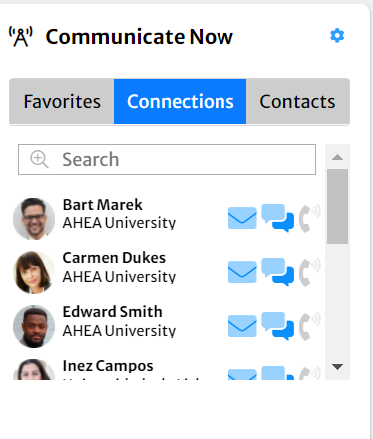 Communicate Now
Favorites
Connections
Contacts
Search
Bart Marek
AHEA University
Carmen Dukes
AHEA University
Edward Smith
AHEA University
Inez Campos